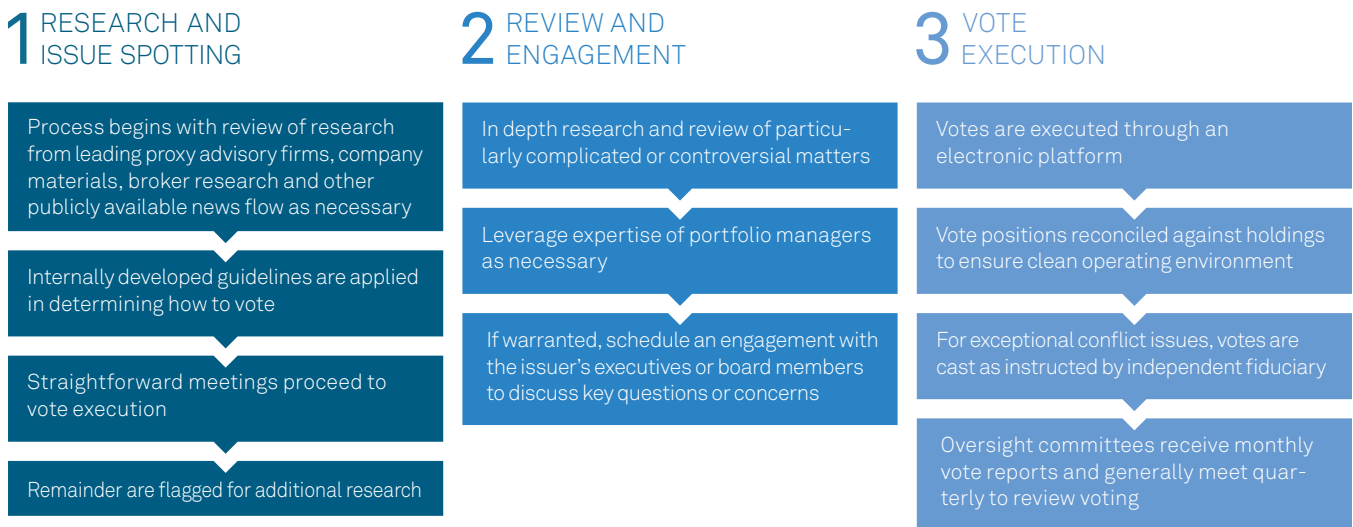 1 RESEARCH AND
ISSUE SPOTTING
Process begins with review of research
from leading proxy advisory firms, company
materials, broker research and other
publicly available news flow as necessary
Internally developed guidelines are applied
in determining how to vote
Straightforward meetings proceed to
vote execution
Remainder are flagged for additional research
2 REVIEW AND
ENGAGEMENT
In depth research and review of particu-
larly complicated or controversial matters
Leverage expertise of portfolio managers
as necessary
If warranted, schedule an engagement with
the issuer's executives or board members
to discuss key questions or concerns
3 VOTE
EXECUTION
Votes are executed through an
electronic platform
Vote positions reconciled against holdings
to ensure clean operating environment
For exceptional conflict issues, votes are
cast as instructed by independent fiduciary
Oversight committees receive monthly
vote reports and generally meet quar-
terly to review voting